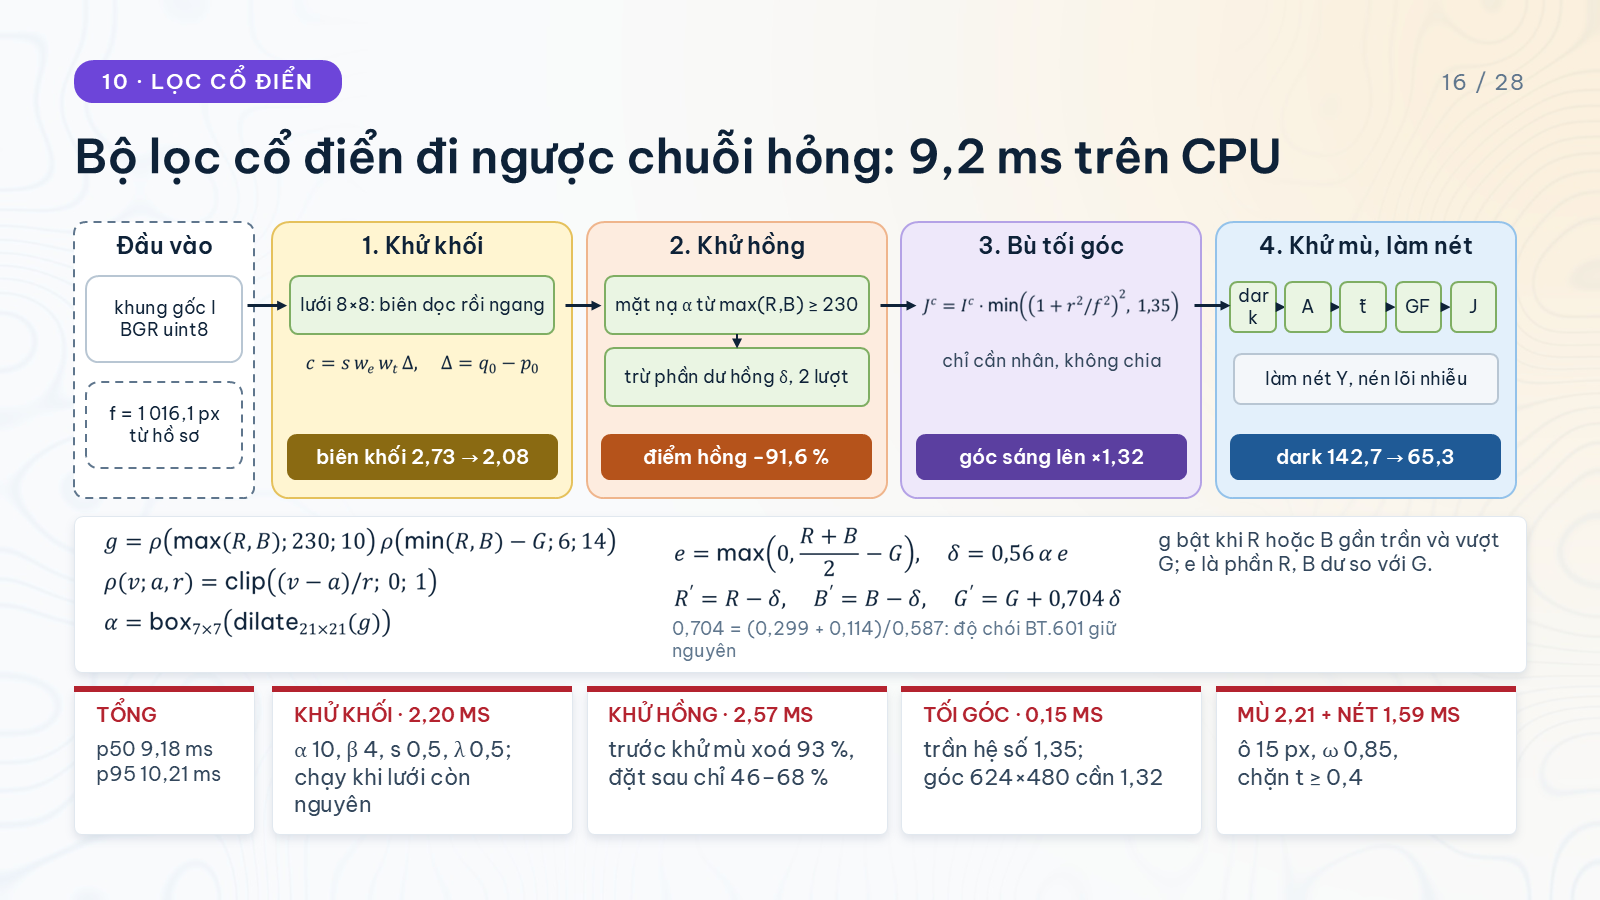 10 · LỌC CỔ ĐIỂN
16 / 28
Bộ lọc cổ điển đi ngược chuỗi hỏng: 9,2 ms trên CPU
Đầu vào
khung gốc I
BGR uint8
f = 1 016,1 px
từ hồ sơ
1. Khử khối
lưới 8×8: biên dọc rồi ngang
c = s wₑ wₜ Δ, Δ = q₀ − p₀
biên khối 2,73 → 2,08
2. Khử hồng
mặt nạ α từ max(R,B) ≥ 230
trừ phần dư hồng δ, 2 lượt
điểm hồng −91,6 %
3. Bù tối góc
Jᶜ = Iᶜ · min((1 + r²/f²)², 1,35)
chỉ cần nhân, không chia
góc sáng lên ×1,32
4. Khử mù, làm nét
dar
k
A
t̃
GF
J
làm nét Y, nén lõi nhiễu
dark 142,7 → 65,3
g = ρ(max(R, B); 230; 10) ρ(min(R, B) − G; 6; 14)
ρ(v; a, r) = clip((v − a)/r; 0; 1)
α = box₇ₓ₇(dilate₂₁ₓ₂₁(g))
e = max(0, (R + B)/2 − G), δ = 0,56 α e
R′ = R − δ, B′ = B − δ, G′ = G + 0,704 δ
0,704 = (0,299 + 0,114)/0,587: độ chói BT.601 giữ
nguyên
g bật khi R hoặc B gần trần và vượt
G; e là phần R, B dư so với G.
TỔNG
p50 9,18 ms
p95 10,21 ms
KHỬ KHỐI · 2,20 MS
α 10, β 4, s 0,5, λ 0,5;
chạy khi lưới còn
nguyên
KHỬ HỒNG · 2,57 MS
trước khử mù xoá 93 %,
đặt sau chỉ 46–68 %
TỐI GÓC · 0,15 MS
trần hệ số 1,35;
góc 624×480 cần 1,32
MÙ 2,21 + NÉT 1,59 MS
ô 15 px, ω 0,85,
chặn t ≥ 0,4